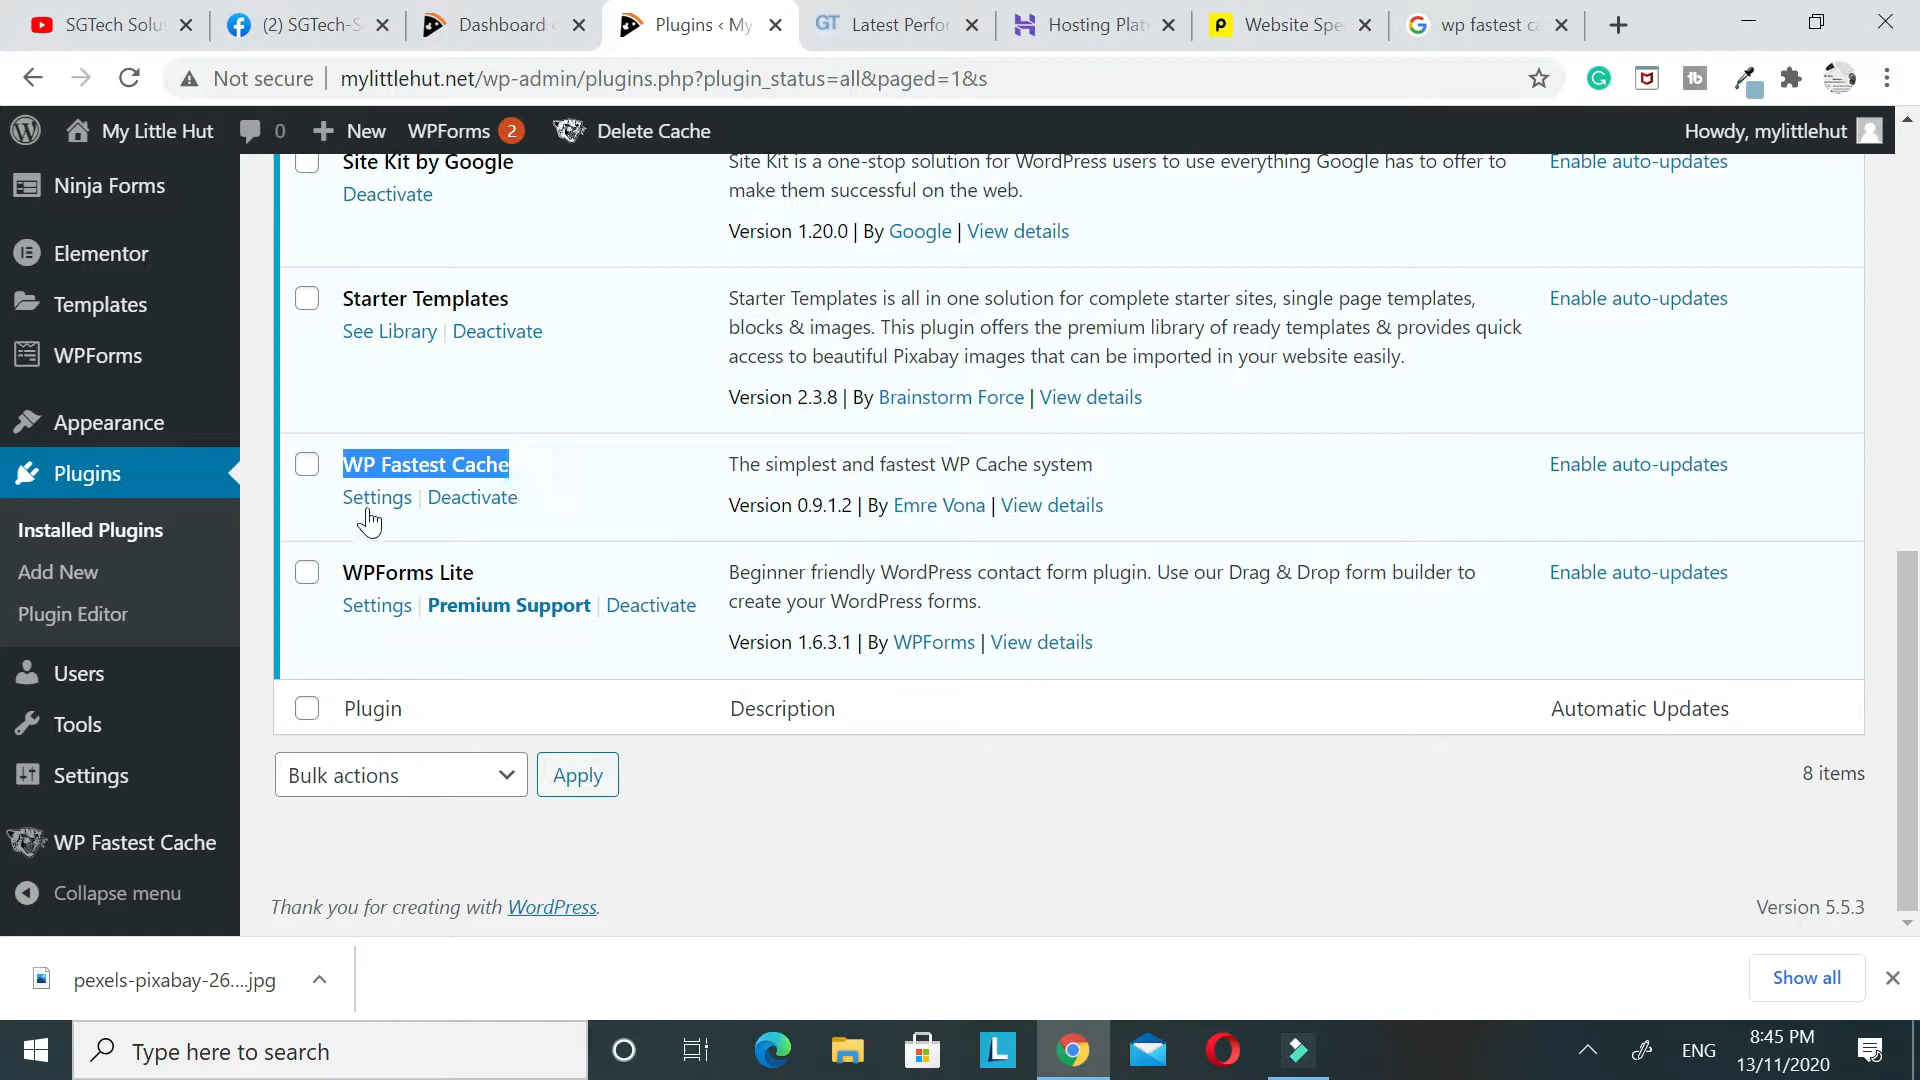 SGTech Solut
(2) SGTech-S
Dashboard ‹
Plugins ‹ My
GT Latest Perfor
Hosting Plat
Website Spe
wp fastest ca
Not secure | mylittlehut.net/wp-admin/plugins.php?plugin_status=all&paged=1&s
My Little Hut 0 New WPForms 2 Delete Cache Howdy, mylittlehut
Ninja Forms
Elementor
Templates
WPForms
Appearance
Plugins
Installed Plugins
Add New
Plugin Editor
Users
Tools
Settings
WP Fastest Cache
Collapse menu
Site Kit by Google
Deactivate
Site Kit is a one-stop solution for WordPress users to use everything Google has to offer to
make them successful on the web.
Version 1.20.0 | By Google | View details
Enable auto-updates
Starter Templates
See Library | Deactivate
Starter Templates is all in one solution for complete starter sites, single page templates,
blocks & images. This plugin offers the premium library of ready templates & provides quick
access to beautiful Pixabay images that can be imported in your website easily.
Version 2.3.8 | By Brainstorm Force | View details
Enable auto-updates
WP Fastest Cache
Settings | Deactivate
The simplest and fastest WP Cache system
Version 0.9.1.2 | By Emre Vona | View details
Enable auto-updates
WPForms Lite
Settings | Premium Support | Deactivate
Beginner friendly WordPress contact form plugin. Use our Drag & Drop form builder to
create your WordPress forms.
Version 1.6.3.1 | By WPForms | View details
Enable auto-updates
Plugin Description Automatic Updates
Bulk actions Apply 8 items
Thank you for creating with WordPress. Version 5.5.3
pexels-pixabay-26....jpg Show all
Type here to search
ENG
8:45 PM
13/11/2020